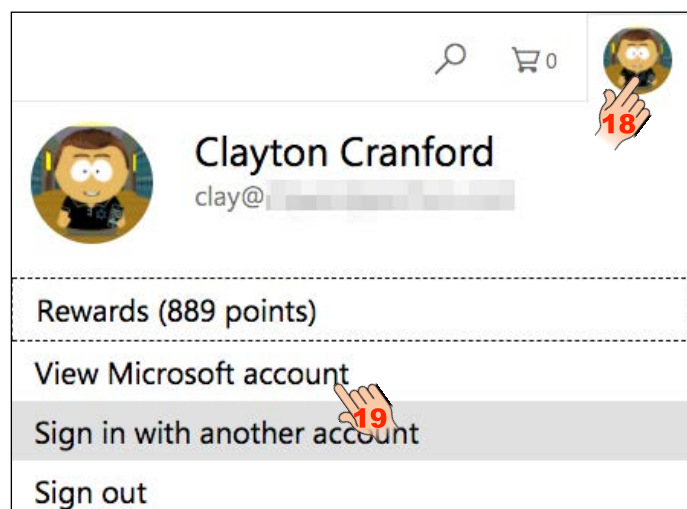 0
18
Clayton Cranford
clay@
Rewards (889 points)
View Microsoft account
19
Sign in with another account
Sign out